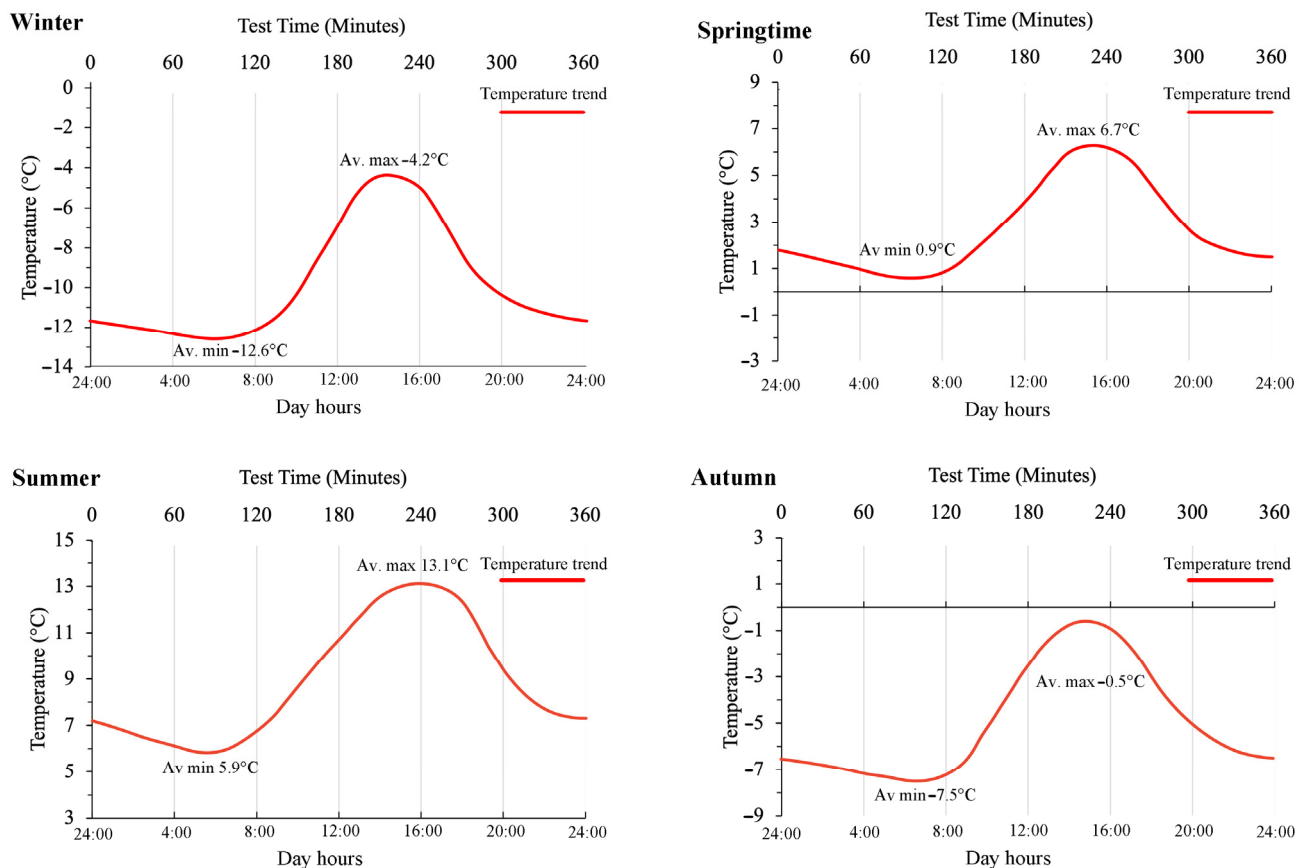 Winter
Test Time (Minutes)
0 60 120 180 240 300 360
Temperature (°C)
0
−2
−4
−6
−8
−10
−12
−14
Temperature trend
Av. max −4.2°C
Av. min −12.6°C
24:00 4:00 8:00 12:00 16:00 20:00 24:00
Day hours
Springtime
Test Time (Minutes)
0 60 120 180 240 300 360
Temperature (°C)
9
7
5
3
1
−1
−3
Temperature trend
Av. max 6.7°C
Av min 0.9°C
24:00 4:00 8:00 12:00 16:00 20:00 24:00
Day hours
Summer
Test Time (Minutes)
0 60 120 180 240 300 360
Temperature (°C)
15
13
11
9
7
5
3
Av. max 13.1°C
Temperature trend
Av min 5.9°C
24:00 4:00 8:00 12:00 16:00 20:00 24:00
Day hours
Autumn
Test Time (Minutes)
0 60 120 180 240 300 360
Temperature (°C)
3
1
-1
-3
-5
-7
-9
Temperature trend
Av. max −0.5°C
Av min −7.5°C
24:00 4:00 8:00 12:00 16:00 20:00 24:00
Day hours